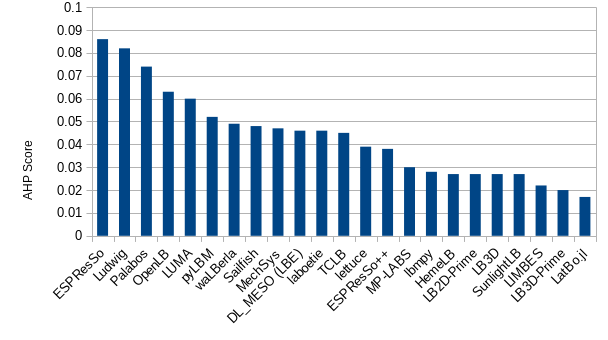 0.1
0.09
0.08
0.07
0.06
0.05
0.04
0.03
0.02
0.01
0
AHP Score
ESPResSo
Ludwig
Palabos
OpenLB
LUMA
pyLBM
waLBerla
Sailfish
MechSys
DL_MESO (LBE)
laboetie
TCLB
lettuce
ESPResSo++
MP-LABS
lbmpy
HemeLB
LB2D-Prime
LB3D
SunlightLB
UMBES
LB3D-Prime
LatBo.jl